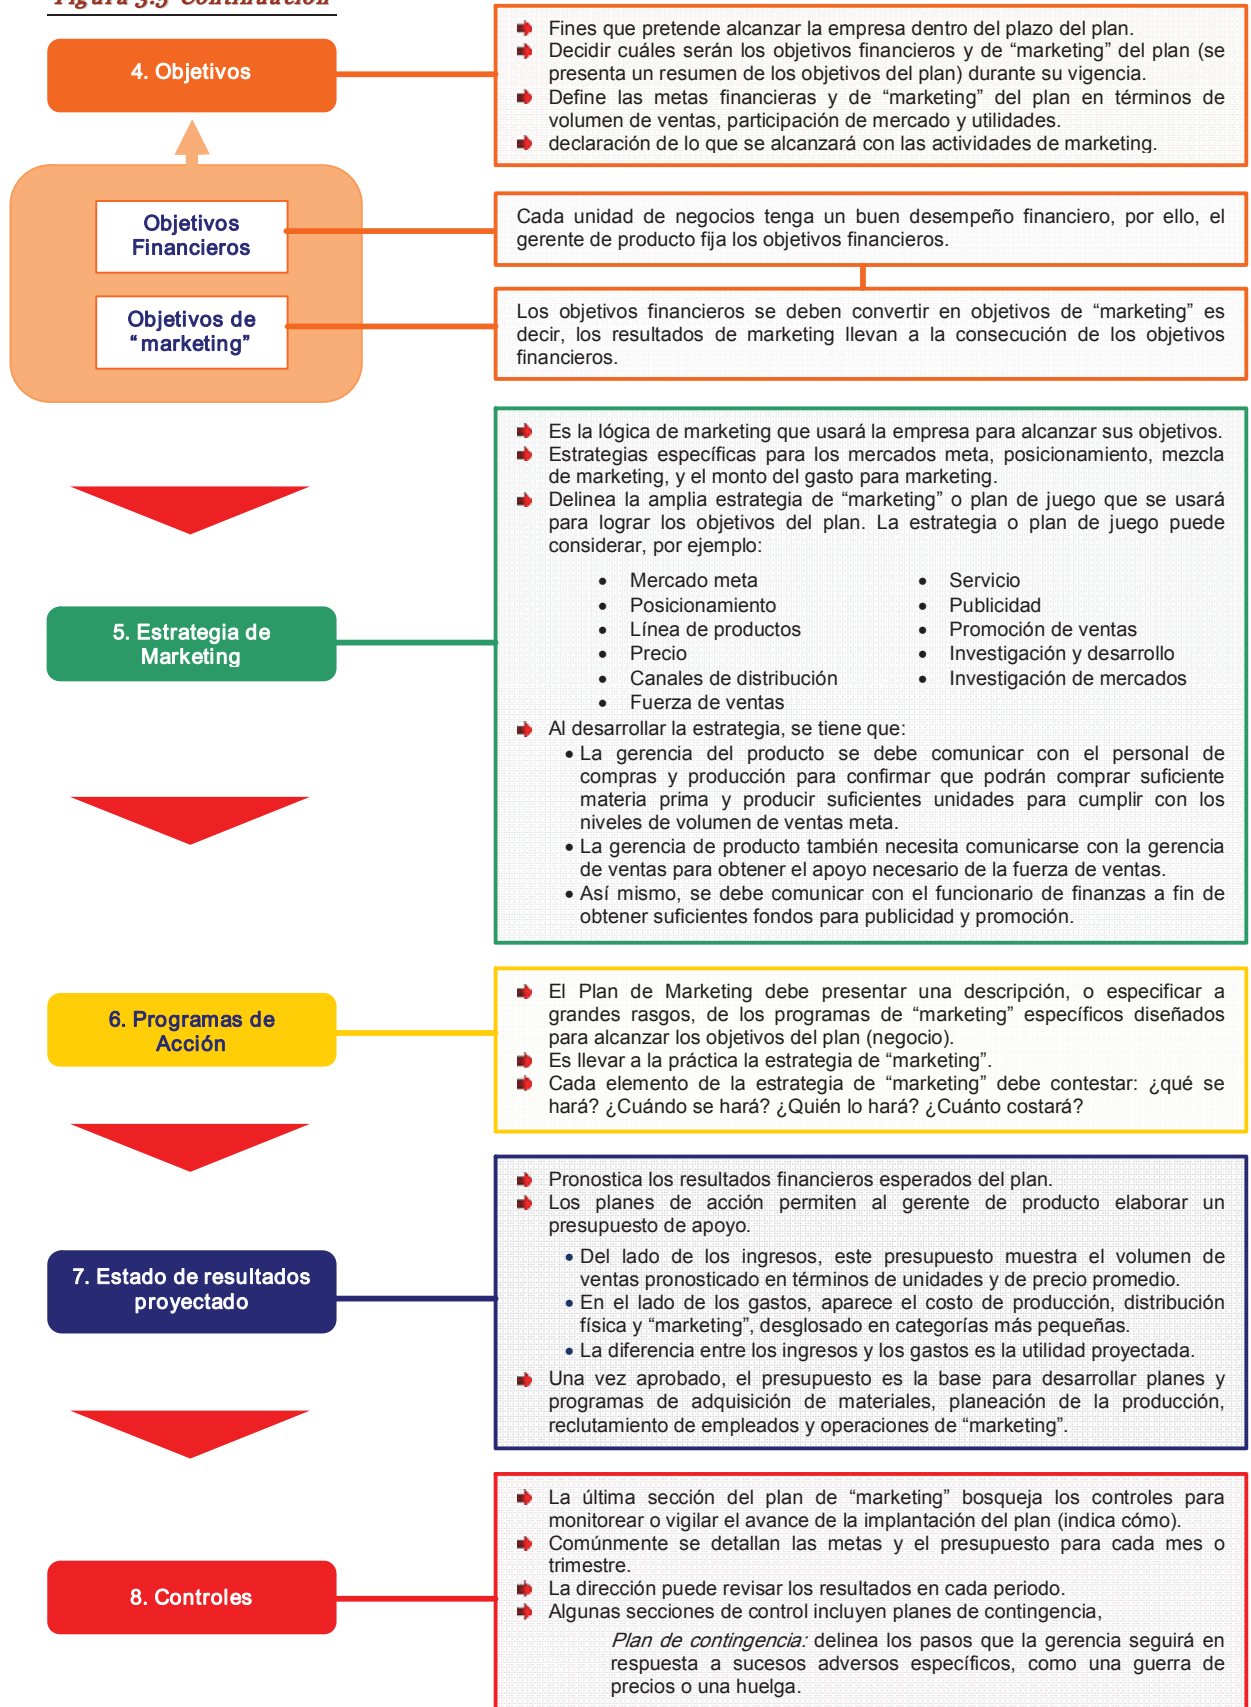 Figura 3.5 Continuación
4. Objetivos
Fines que pretende alcanzar la empresa dentro del plazo del plan.
Decidir cuáles serán los objetivos financieros y de “marketing” del plan (se
presenta un resumen de los objetivos del plan) durante su vigencia.
Define las metas financieras y de “marketing” del plan en términos de
volumen de ventas, participación de mercado y utilidades.
declaración de lo que se alcanzará con las actividades de marketing.
Objetivos
Financieros
Cada unidad de negocios tenga un buen desempeño financiero, por ello, el
gerente de producto fija los objetivos financieros.
Objetivos de
“marketing”
Los objetivos financieros se deben convertir en objetivos de “marketing” es
decir, los resultados de marketing llevan a la consecución de los objetivos
financieros.
5. Estrategia de
Marketing
Es la lógica de marketing que usará la empresa para alcanzar sus objetivos.
Estrategias específicas para los mercados meta, posicionamiento, mezcla
de marketing, y el monto del gasto para marketing.
Delinea la amplia estrategia de “marketing” o plan de juego que se usará
para lograr los objetivos del plan. La estrategia o plan de juego puede
considerar, por ejemplo:
• Mercado meta
• Posicionamiento
• Línea de productos
• Precio
• Canales de distribución
• Fuerza de ventas
• Servicio
• Publicidad
• Promoción de ventas
• Investigación y desarrollo
• Investigación de mercados
Al desarrollar la estrategia, se tiene que:
• La gerencia del producto se debe comunicar con el personal de
compras y producción para confirmar que podrán comprar suficiente
materia prima y producir suficientes unidades para cumplir con los
niveles de volumen de ventas meta.
• La gerencia de producto también necesita comunicarse con la gerencia
de ventas para obtener el apoyo necesario de la fuerza de ventas.
• Así mismo, se debe comunicar con el funcionario de finanzas a fin de
obtener suficientes fondos para publicidad y promoción.
6. Programas de
Acción
El Plan de Marketing debe presentar una descripción, o especificar a
grandes rasgos, de los programas de “marketing” específicos diseñados
para alcanzar los objetivos del plan (negocio).
Es llevar a la práctica la estrategia de “marketing”.
Cada elemento de la estrategia de “marketing” debe contestar: ¿qué se
hará? ¿Cuándo se hará? ¿Quién lo hará? ¿Cuánto costará?
7. Estado de resultados
proyectado
Pronostica los resultados financieros esperados del plan.
Los planes de acción permiten al gerente de producto elaborar un
presupuesto de apoyo.
• Del lado de los ingresos, este presupuesto muestra el volumen de
ventas pronosticado en términos de unidades y de precio promedio.
• En el lado de los gastos, aparece el costo de producción, distribución
física y “marketing”, desglosado en categorías más pequeñas.
• La diferencia entre los ingresos y los gastos es la utilidad proyectada.
Una vez aprobado, el presupuesto es la base para desarrollar planes y
programas de adquisición de materiales, planeación de la producción,
reclutamiento de empleados y operaciones de “marketing”.
8. Controles
La última sección del plan de “marketing” bosqueja los controles para
monitorear o vigilar el avance de la implantación del plan (indica cómo).
Comúnmente se detallan las metas y el presupuesto para cada mes o
trimestre.
La dirección puede revisar los resultados en cada periodo.
Algunas secciones de control incluyen planes de contingencia,
Plan de contingencia: delinea los pasos que la gerencia seguirá en
respuesta a sucesos adversos específicos, como una guerra de
precios o una huelga.